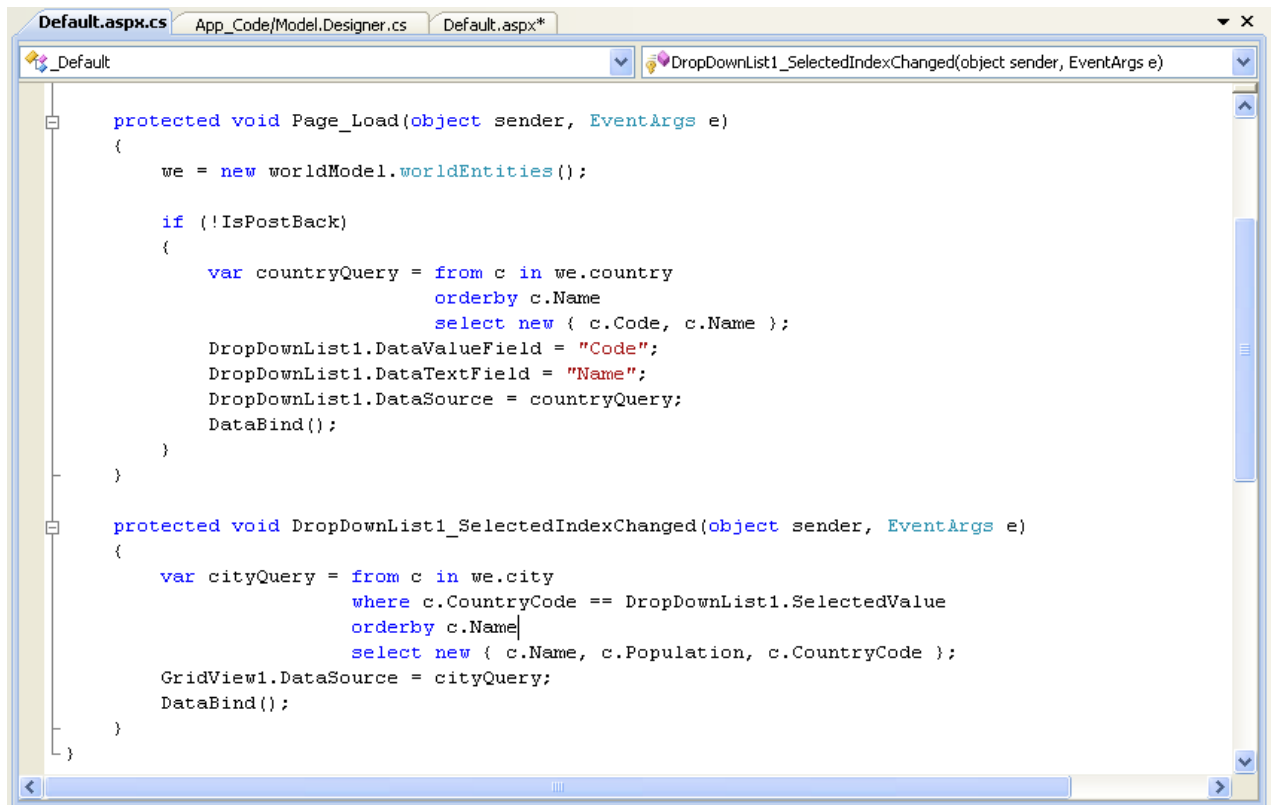 Default.aspx.cs App_Code/Model.Designer.cs Default.aspx*
_Default DropDownList1_SelectedIndexChanged(object sender, EventArgs e)
protected void Page_Load(object sender, EventArgs e)
{
we = new worldModel.worldEntities();
if (!IsPostBack)
{
var countryQuery = from c in we.country
orderby c.Name
select new { c.Code, c.Name };
DropDownList1.DataValueField = "Code";
DropDownList1.DataTextField = "Name";
DropDownList1.DataSource = countryQuery;
DataBind();
}
}
protected void DropDownList1_SelectedIndexChanged(object sender, EventArgs e)
{
var cityQuery = from c in we.city
where c.CountryCode == DropDownList1.SelectedValue
orderby c.Name
select new { c.Name, c.Population, c.CountryCode };
GridView1.DataSource = cityQuery;
DataBind();
}
}